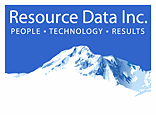 Resource Data Inc.
PEOPLE • TECHNOLOGY • RESULTS